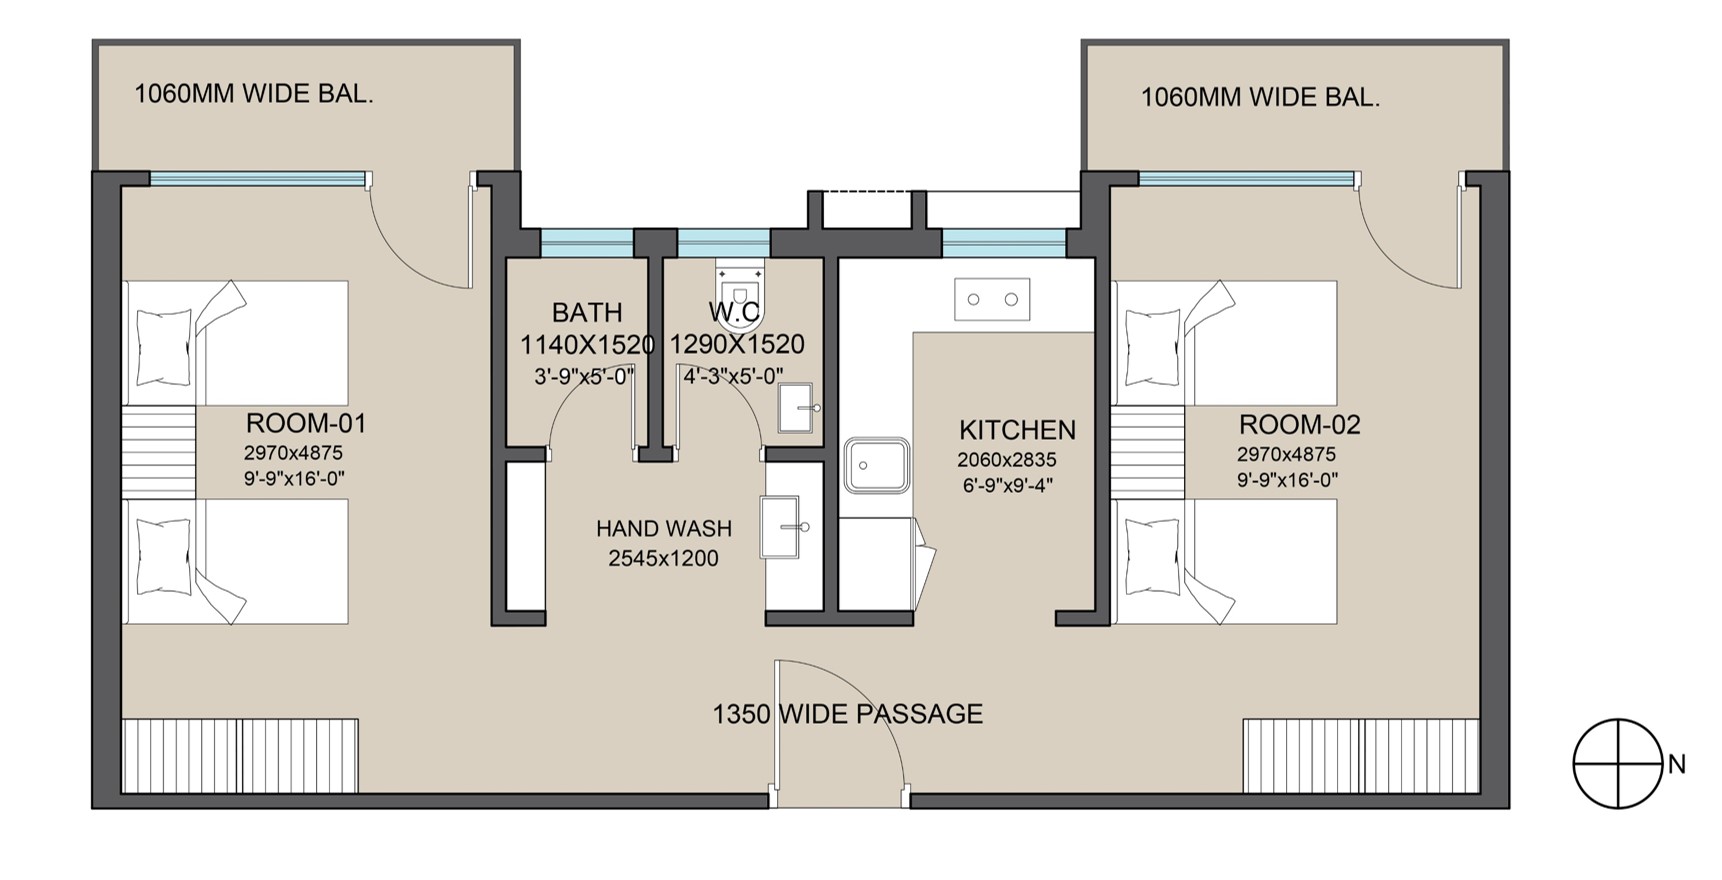 1060MM WIDE BAL.
1060MM WIDE BAL.
BATH
1140X1520
3'-9"x5'-0"
W.C
1290X1520
4'-3"x5'-0"
ROOM-01
2970x4875
9'-9"x16'-0"
KITCHEN
2060x2835
6'-9"x9'-4"
ROOM-02
2970x4875
9'-9"x16'-0"
HAND WASH
2545x1200
1350 WIDE PASSAGE
N